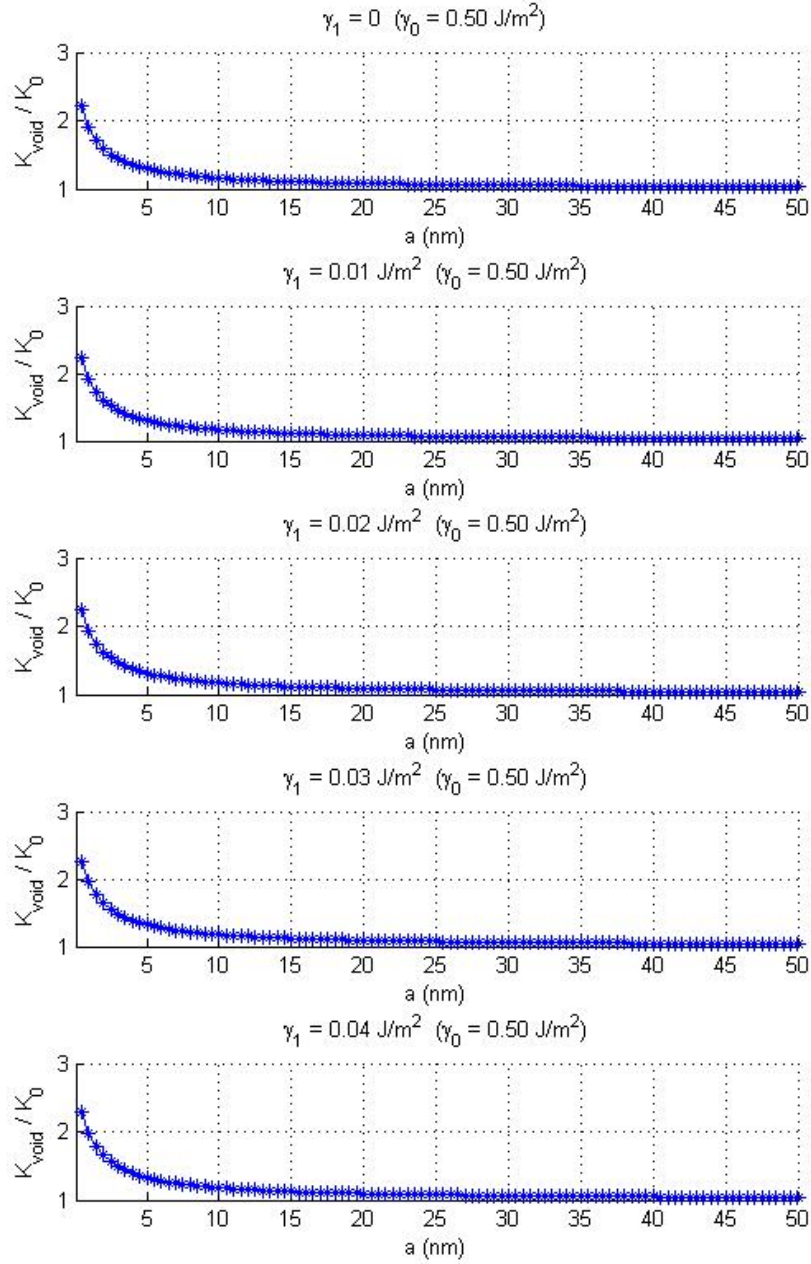 γ₁ = 0 (γ₀ = 0.50 J/m²)
3
2
1
K_void / K₀
5 10 15 20 25 30 35 40 45 50
a (nm)
γ₁ = 0.01 J/m² (γ₀ = 0.50 J/m²)
3
2
1
K_void / K₀
5 10 15 20 25 30 35 40 45 50
a (nm)
γ₁ = 0.02 J/m² (γ₀ = 0.50 J/m²)
3
2
1
K_void / K₀
5 10 15 20 25 30 35 40 45 50
a (nm)
γ₁ = 0.03 J/m² (γ₀ = 0.50 J/m²)
3
2
1
K_void / K₀
5 10 15 20 25 30 35 40 45 50
a (nm)
γ₁ = 0.04 J/m² (γ₀ = 0.50 J/m²)
3
2
1
K_void / K₀
5 10 15 20 25 30 35 40 45 50
a (nm)